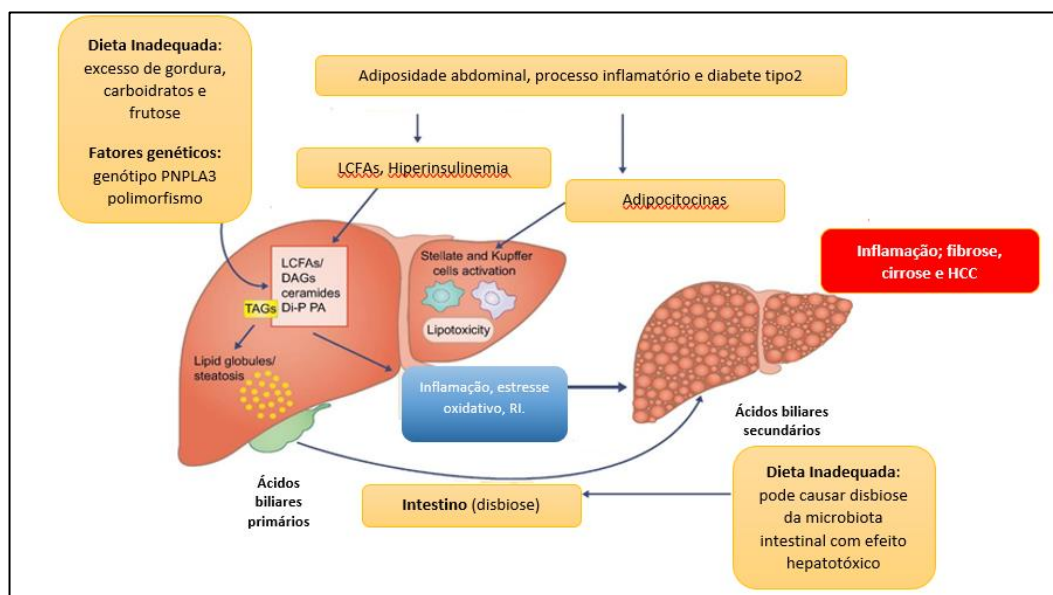 Dieta Inadequada:
excesso de gordura,
carboidratos e
frutose
Fatores genéticos:
genótipo PNPLA3
polimorfismo
Adiposidade abdominal, processo inflamatório e diabete tipo2
LCFAs, Hiperinsulinemia
Adipocitocinas
Inflamação; fibrose,
cirrose e HCC
LCFAs/
DAGs
ceramides
Di-P PA
TAGs
Stellate and Kupffer
cells activation
Lipotoxicity
Lipid globules/
steatosis
Inflamação, estresse
oxidativo, RI.
Ácidos biliares
secundários
Ácidos
biliares
primários
Intestino (disbiose)
Dieta Inadequada:
pode causar disbiose
da microbiota
intestinal com efeito
hepatotóxico